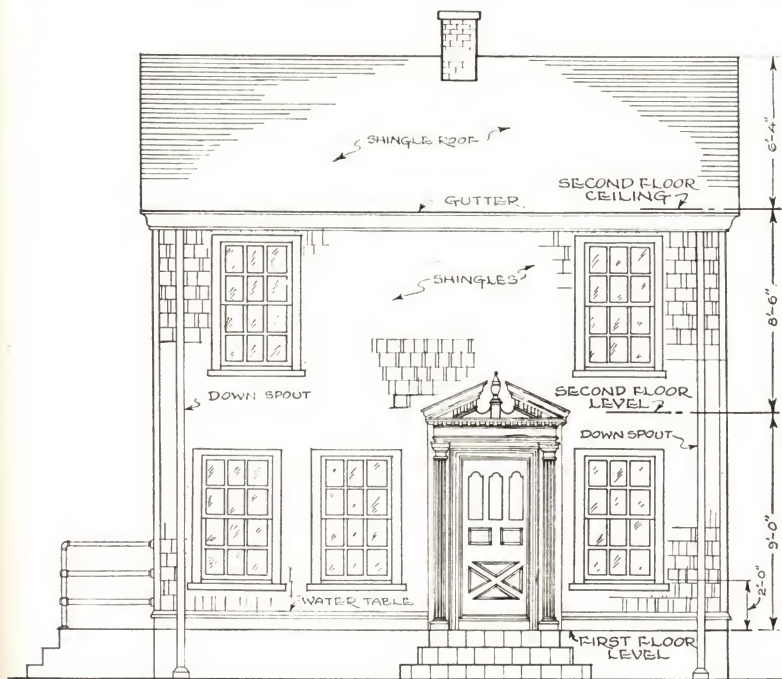 6'-4"
SHINGLE ROOF
SECOND FLOOR
CEILING
GUTTER
SHINGLES
8'-6"
DOWN SPOUT
SECOND FLOOR
LEVEL
DOWN SPOUT
9'-0"
2'-0"
WATER TABLE
FIRST FLOOR
LEVEL